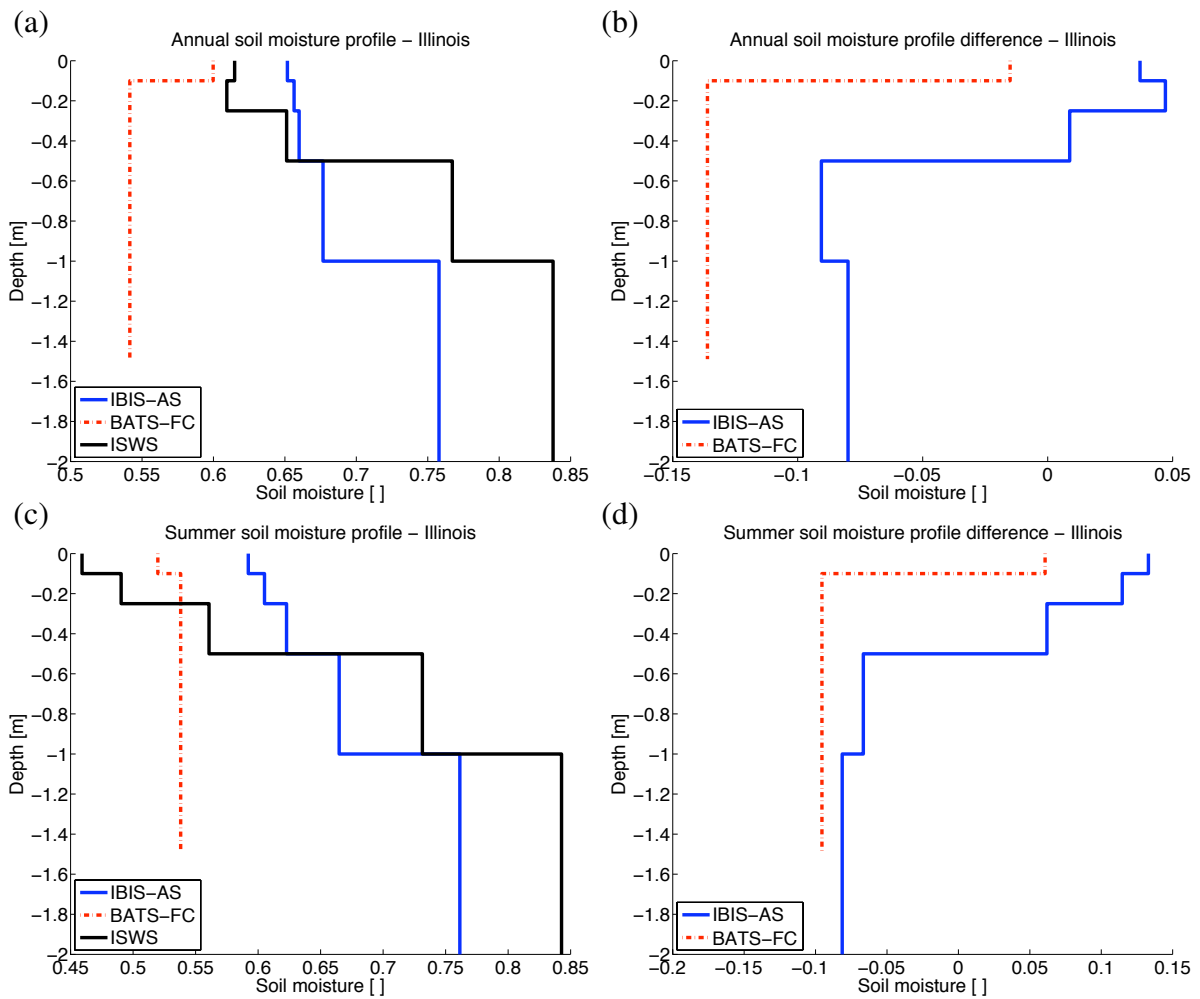 (a)
Annual soil moisture profile − Illinois
0
−0.2
−0.4
−0.6
−0.8
−1
−1.2
−1.4
−1.6
−1.8
−2
Depth [m]
IBIS−AS
BATS−FC
ISWS
0.5 0.55 0.6 0.65 0.7 0.75 0.8 0.85
Soil moisture [ ]
(b)
Annual soil moisture profile difference − Illinois
0
−0.2
−0.4
−0.6
−0.8
−1
−1.2
−1.4
−1.6
−1.8
−2
Depth [m]
IBIS−AS
BATS−FC
−0.15 −0.1 −0.05 0 0.05
Soil moisture [ ]
(c)
Summer soil moisture profile − Illinois
0
−0.2
−0.4
−0.6
−0.8
−1
−1.2
−1.4
−1.6
−1.8
−2
Depth [m]
IBIS−AS
BATS−FC
ISWS
0.45 0.5 0.55 0.6 0.65 0.7 0.75 0.8 0.85
Soil moisture [ ]
(d)
Summer soil moisture profile difference − Illinois
0
−0.2
−0.4
−0.6
−0.8
−1
−1.2
−1.4
−1.6
−1.8
−2
Depth [m]
IBIS−AS
BATS−FC
−0.2 −0.15 −0.1 −0.05 0 0.05 0.1 0.15
Soil moisture [ ]